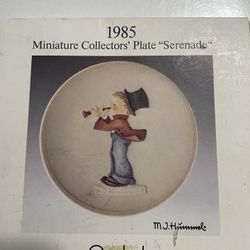 1985
Miniature Collectors' Plate "Serenade"
M.J. Hummel